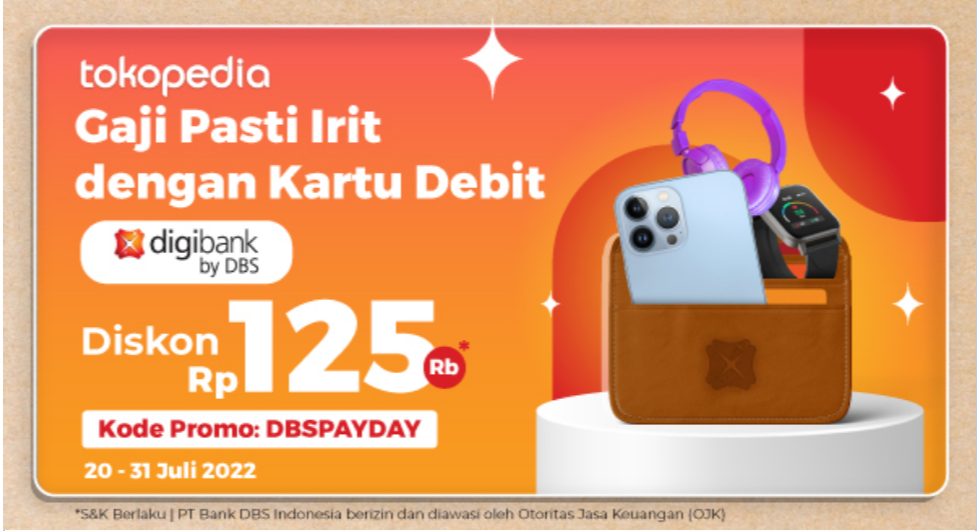 tokopedia
Gaji Pasti Irit
dengan Kartu Debit
digibank
by DBS
Diskon
Rp 125 Rb*
Kode Promo: DBSPAYDAY
20 - 31 Juli 2022
*S&K Berlaku | PT Bank DBS Indonesia berizin dan diawasi oleh Otoritas Jasa Keuangan (OJK)